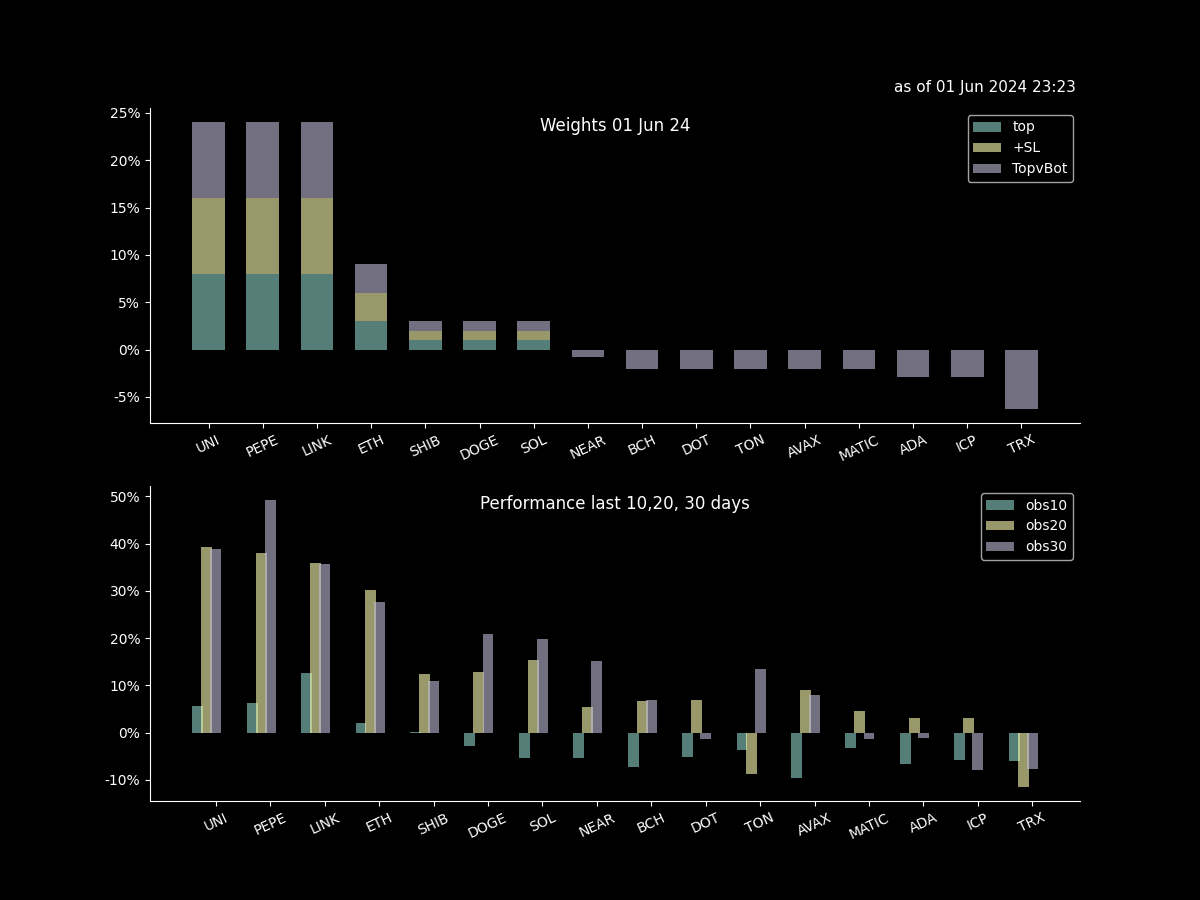 as of 01 Jun 2024 23:23
Weights 01 Jun 24
top
+SL
TopvBot
25%
20%
15%
10%
5%
0%
-5%
UNI PEPE LINK ETH SHIB DOGE SOL NEAR BCH DOT TON AVAX MATIC ADA ICP TRX
Performance last 10,20, 30 days
obs10
obs20
obs30
50%
40%
30%
20%
10%
0%
-10%
UNI PEPE LINK ETH SHIB DOGE SOL NEAR BCH DOT TON AVAX MATIC ADA ICP TRX